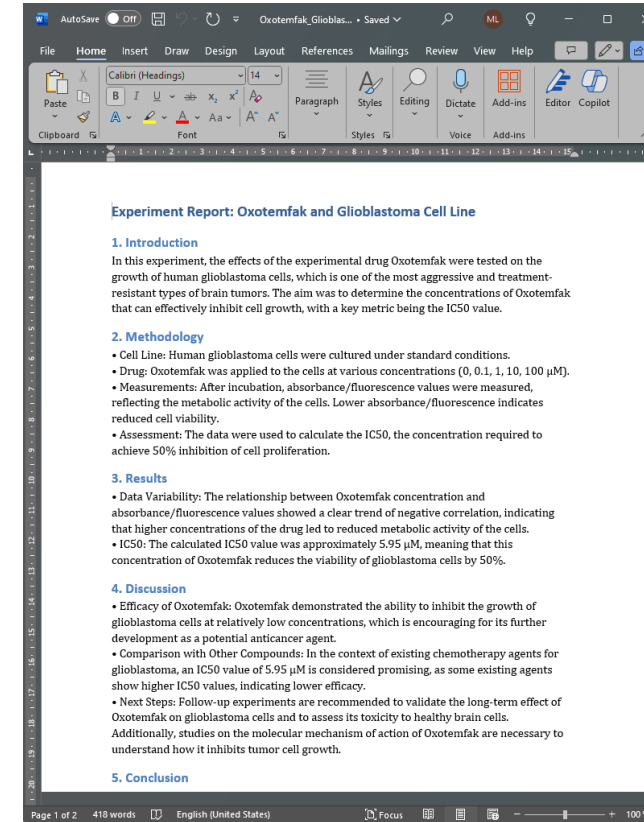 AutoSave Off Oxotemfak_Glioblas... • Saved ML
File Home Insert Draw Design Layout References Mailings Review View Help
Calibri (Headings) 14
Paste B I U ab x₂ x² A Paragraph Styles Editing Dictate Add-ins Editor Copilot
A A Aa A A
Clipboard Font Styles Voice Add-ins
1 2 3 4 5 6 7 8 9 10 11 12 13 14 15
Experiment Report: Oxotemfak and Glioblastoma Cell Line
1. Introduction
In this experiment, the effects of the experimental drug Oxotemfak were tested on the
growth of human glioblastoma cells, which is one of the most aggressive and treatment-
resistant types of brain tumors. The aim was to determine the concentrations of Oxotemfak
that can effectively inhibit cell growth, with a key metric being the IC50 value.
2. Methodology
• Cell Line: Human glioblastoma cells were cultured under standard conditions.
• Drug: Oxotemfak was applied to the cells at various concentrations (0, 0.1, 1, 10, 100 μM).
• Measurements: After incubation, absorbance/fluorescence values were measured,
reflecting the metabolic activity of the cells. Lower absorbance/fluorescence indicates
reduced cell viability.
• Assessment: The data were used to calculate the IC50, the concentration required to
achieve 50% inhibition of cell proliferation.
3. Results
• Data Variability: The relationship between Oxotemfak concentration and
absorbance/fluorescence values showed a clear trend of negative correlation, indicating
that higher concentrations of the drug led to reduced metabolic activity of the cells.
• IC50: The calculated IC50 value was approximately 5.95 μM, meaning that this
concentration of Oxotemfak reduces the viability of glioblastoma cells by 50%.
4. Discussion
• Efficacy of Oxotemfak: Oxotemfak demonstrated the ability to inhibit the growth of
glioblastoma cells at relatively low concentrations, which is encouraging for its further
development as a potential anticancer agent.
• Comparison with Other Compounds: In the context of existing chemotherapy agents for
glioblastoma, an IC50 value of 5.95 μM is considered promising, as some existing agents
show higher IC50 values, indicating lower efficacy.
• Next Steps: Follow-up experiments are recommended to validate the long-term effect of
Oxotemfak on glioblastoma cells and to assess its toxicity to healthy brain cells.
Additionally, studies on the molecular mechanism of action of Oxotemfak are necessary to
understand how it inhibits tumor cell growth.
5. Conclusion
Page 1 of 2 418 words English (United States) Focus 100